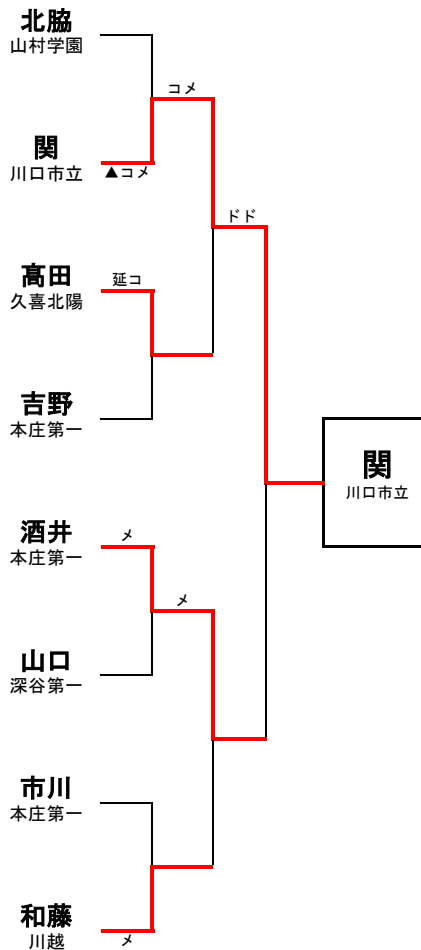 北脇
山村学園
コメ
関
川口市立
▲コメ
ドド
髙田
久喜北陽
延コ
吉野
本庄第一
関
川口市立
酒井
本庄第一
メ
メ
山口
深谷第一
市川
本庄第一
和藤
川越
メ